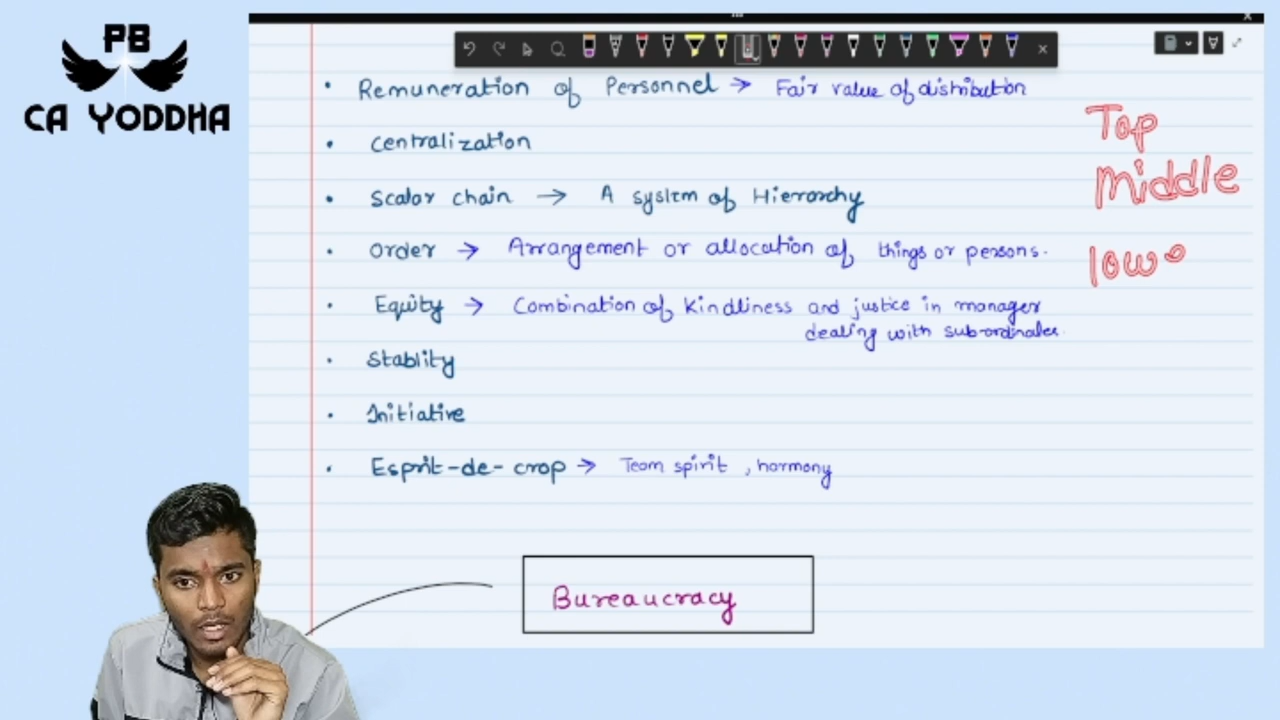 PB
CA YODDHA
• Remuneration of Personnel → Fair value of distribution
• Centralization
• Scalar chain → A system of Hierarchy
• Order → Arrangement or allocation of things or persons.
• Equity → Combination of Kindliness and justice in manager
dealing with sub-ordinates.
• Stablity
• Initiative
• Esprit-de-crop → Team spirit, harmony
Top
Middle
low
Bureaucracy